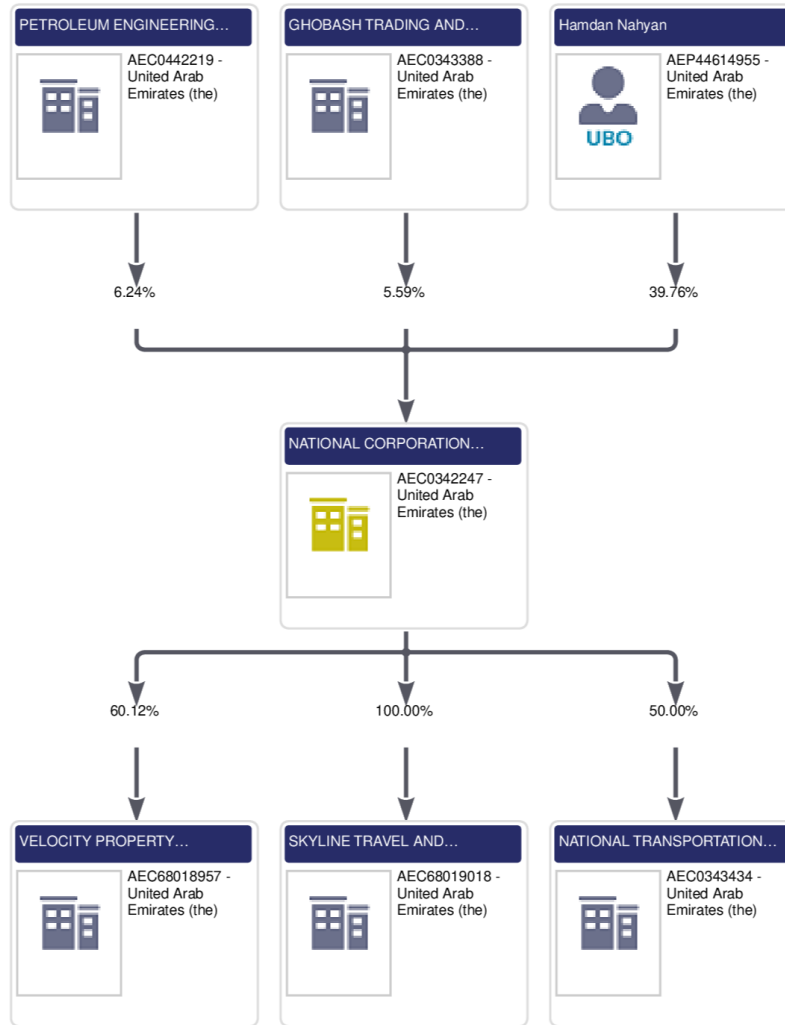 PETROLEUM ENGINEERING...
AEC0442219 -
United Arab
Emirates (the)
GHOBASH TRADING AND...
AEC0343388 -
United Arab
Emirates (the)
Hamdan Nahyan
UBO
AEP44614955 -
United Arab
Emirates (the)
6.24%
5.59%
39.76%
NATIONAL CORPORATION...
AEC0342247 -
United Arab
Emirates (the)
60.12%
100.00%
50.00%
VELOCITY PROPERTY...
AEC68018957 -
United Arab
Emirates (the)
SKYLINE TRAVEL AND...
AEC68019018 -
United Arab
Emirates (the)
NATIONAL TRANSPORTATION...
AEC0343434 -
United Arab
Emirates (the)